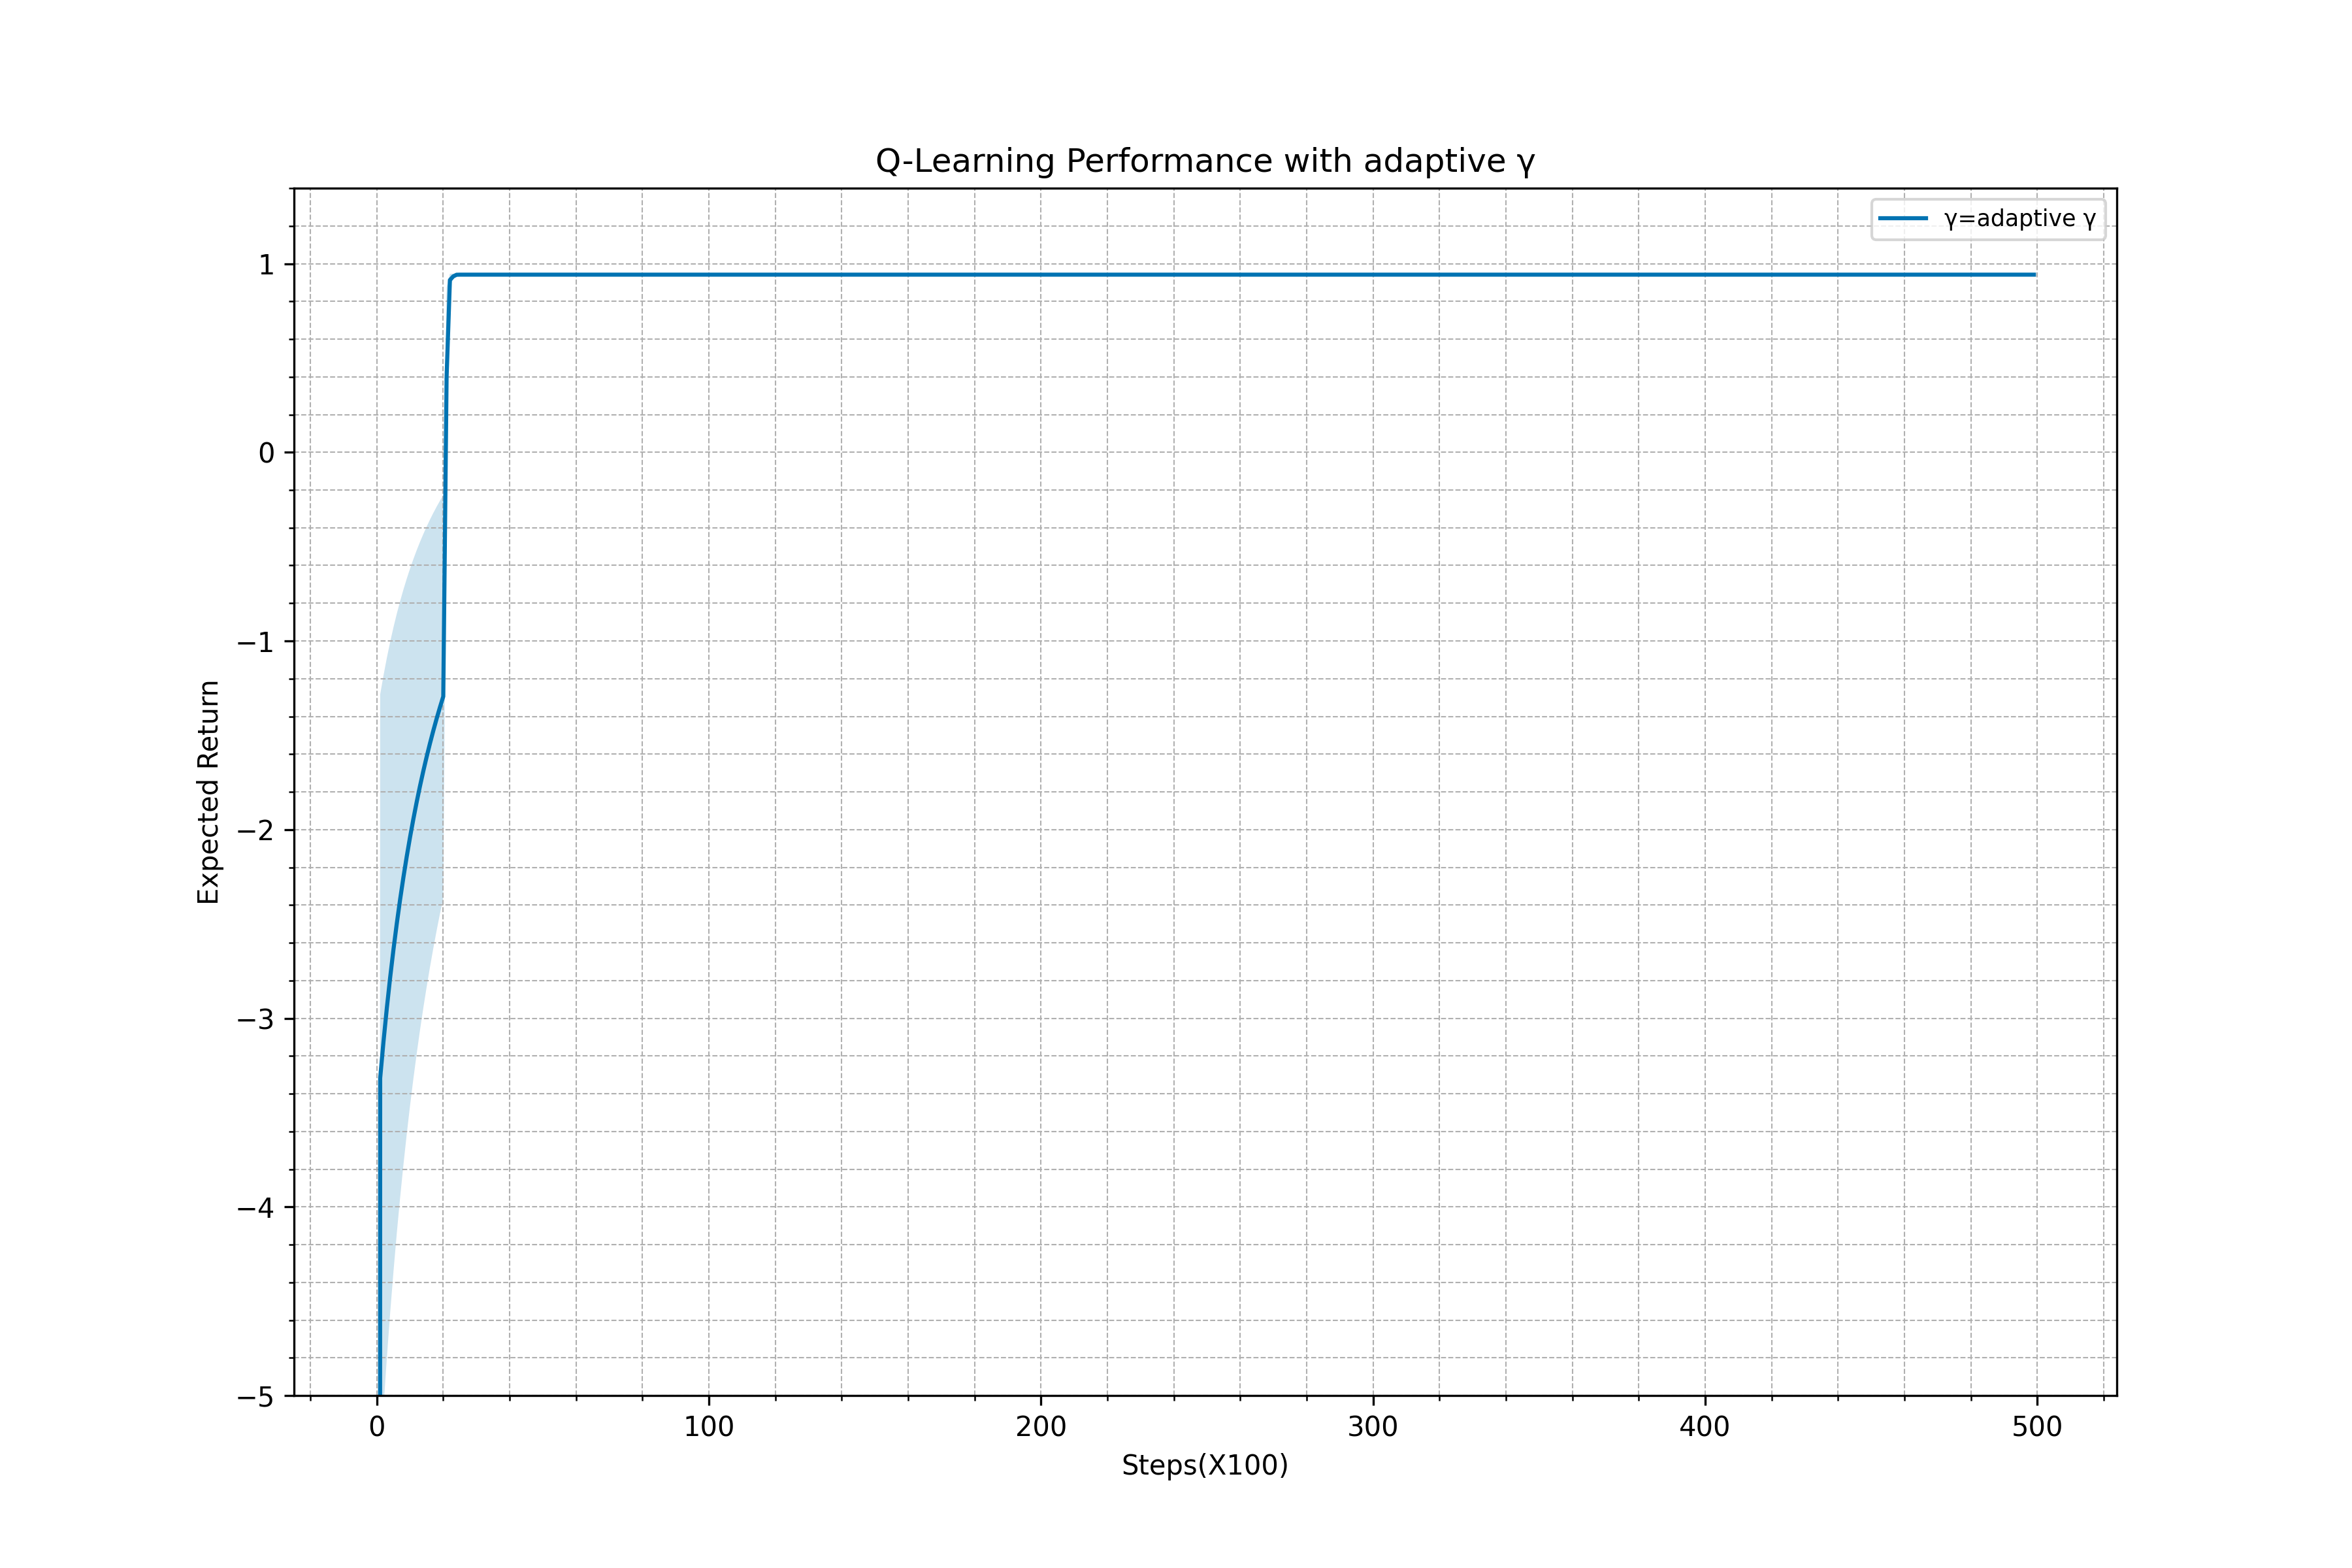 Q-Learning Performance with adaptive γ
γ=adaptive γ
1
0
−1
−2
−3
−4
−5
Expected Return
0 100 200 300 400 500
Steps(X100)